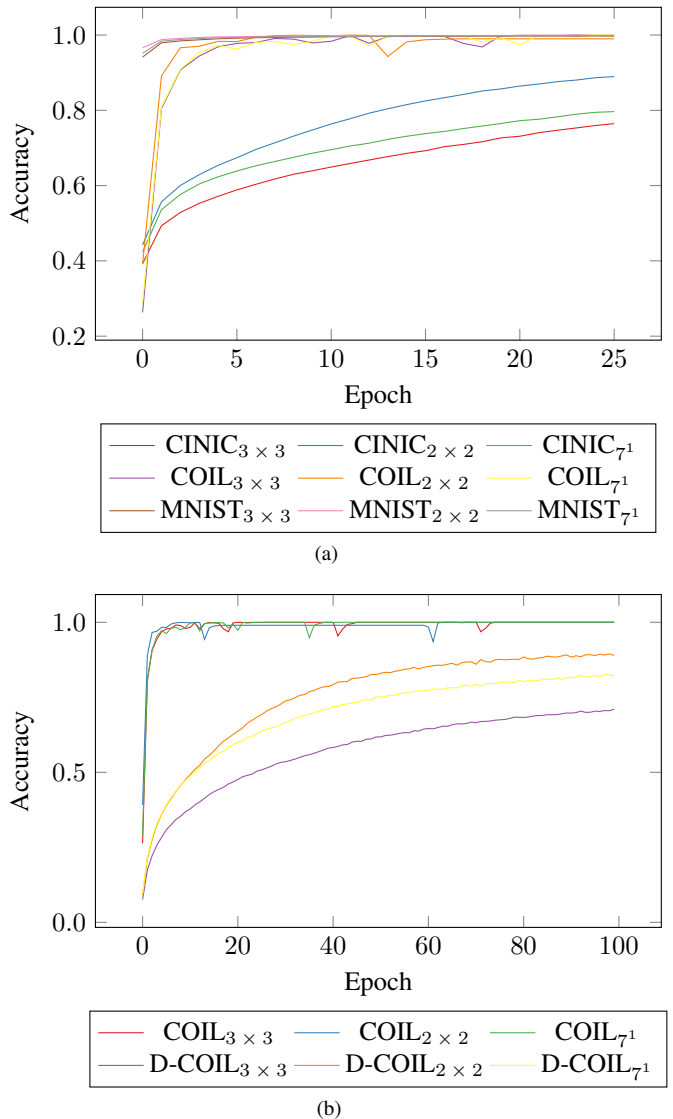 1.0
0.8
0.6
0.4
0.2
Accuracy
0 5 10 15 20 25
Epoch
CINIC3 × 3 CINIC2 × 2 CINIC7¹
COIL3 × 3 COIL2 × 2 COIL7¹
MNIST3 × 3 MNIST2 × 2 MNIST7¹
(a)
1.0
0.5
0.0
Accuracy
0 20 40 60 80 100
Epoch
COIL3 × 3 COIL2 × 2 COIL7¹
D-COIL3 × 3 D-COIL2 × 2 D-COIL7¹
(b)